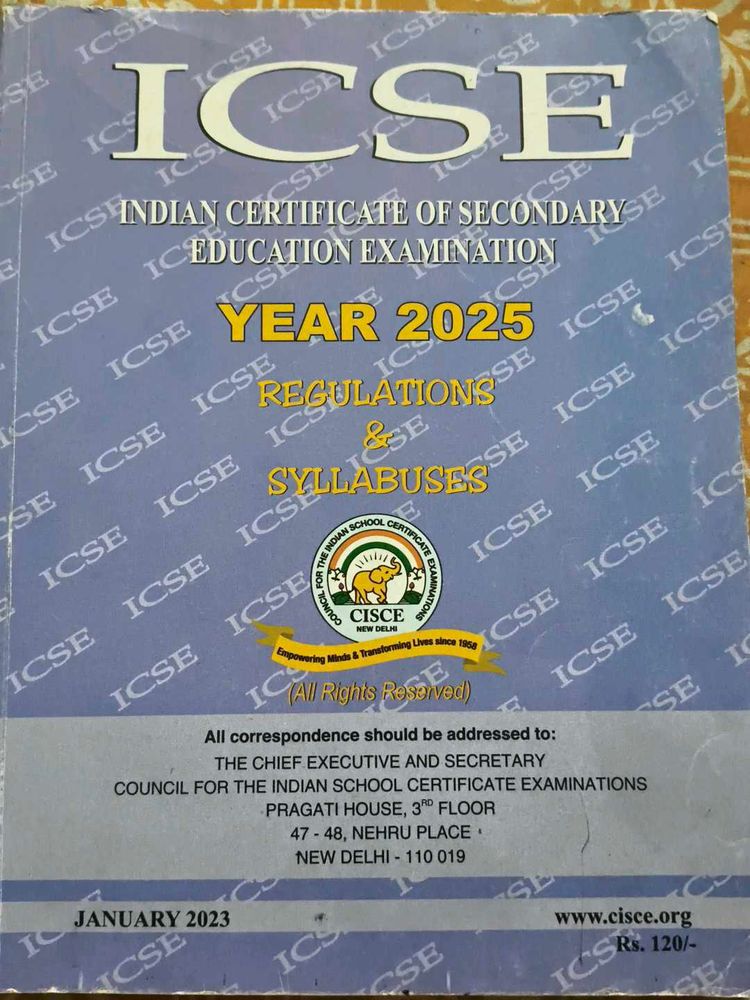 ICSE
INDIAN CERTIFICATE OF SECONDARY
EDUCATION EXAMINATION
YEAR 2025
REGULATIONS
&
SYLLABUSES
COUNCIL FOR THE INDIAN SCHOOL CERTIFICATE EXAMINATIONS
CISCE
NEW DELHI
Empowering Minds & Transforming Lives since 1958
(All Rights Reserved)
All correspondence should be addressed to:
THE CHIEF EXECUTIVE AND SECRETARY
COUNCIL FOR THE INDIAN SCHOOL CERTIFICATE EXAMINATIONS
PRAGATI HOUSE, 3RD FLOOR
47 - 48, NEHRU PLACE
NEW DELHI - 110 019
JANUARY 2023
www.cisce.org
Rs. 120/-